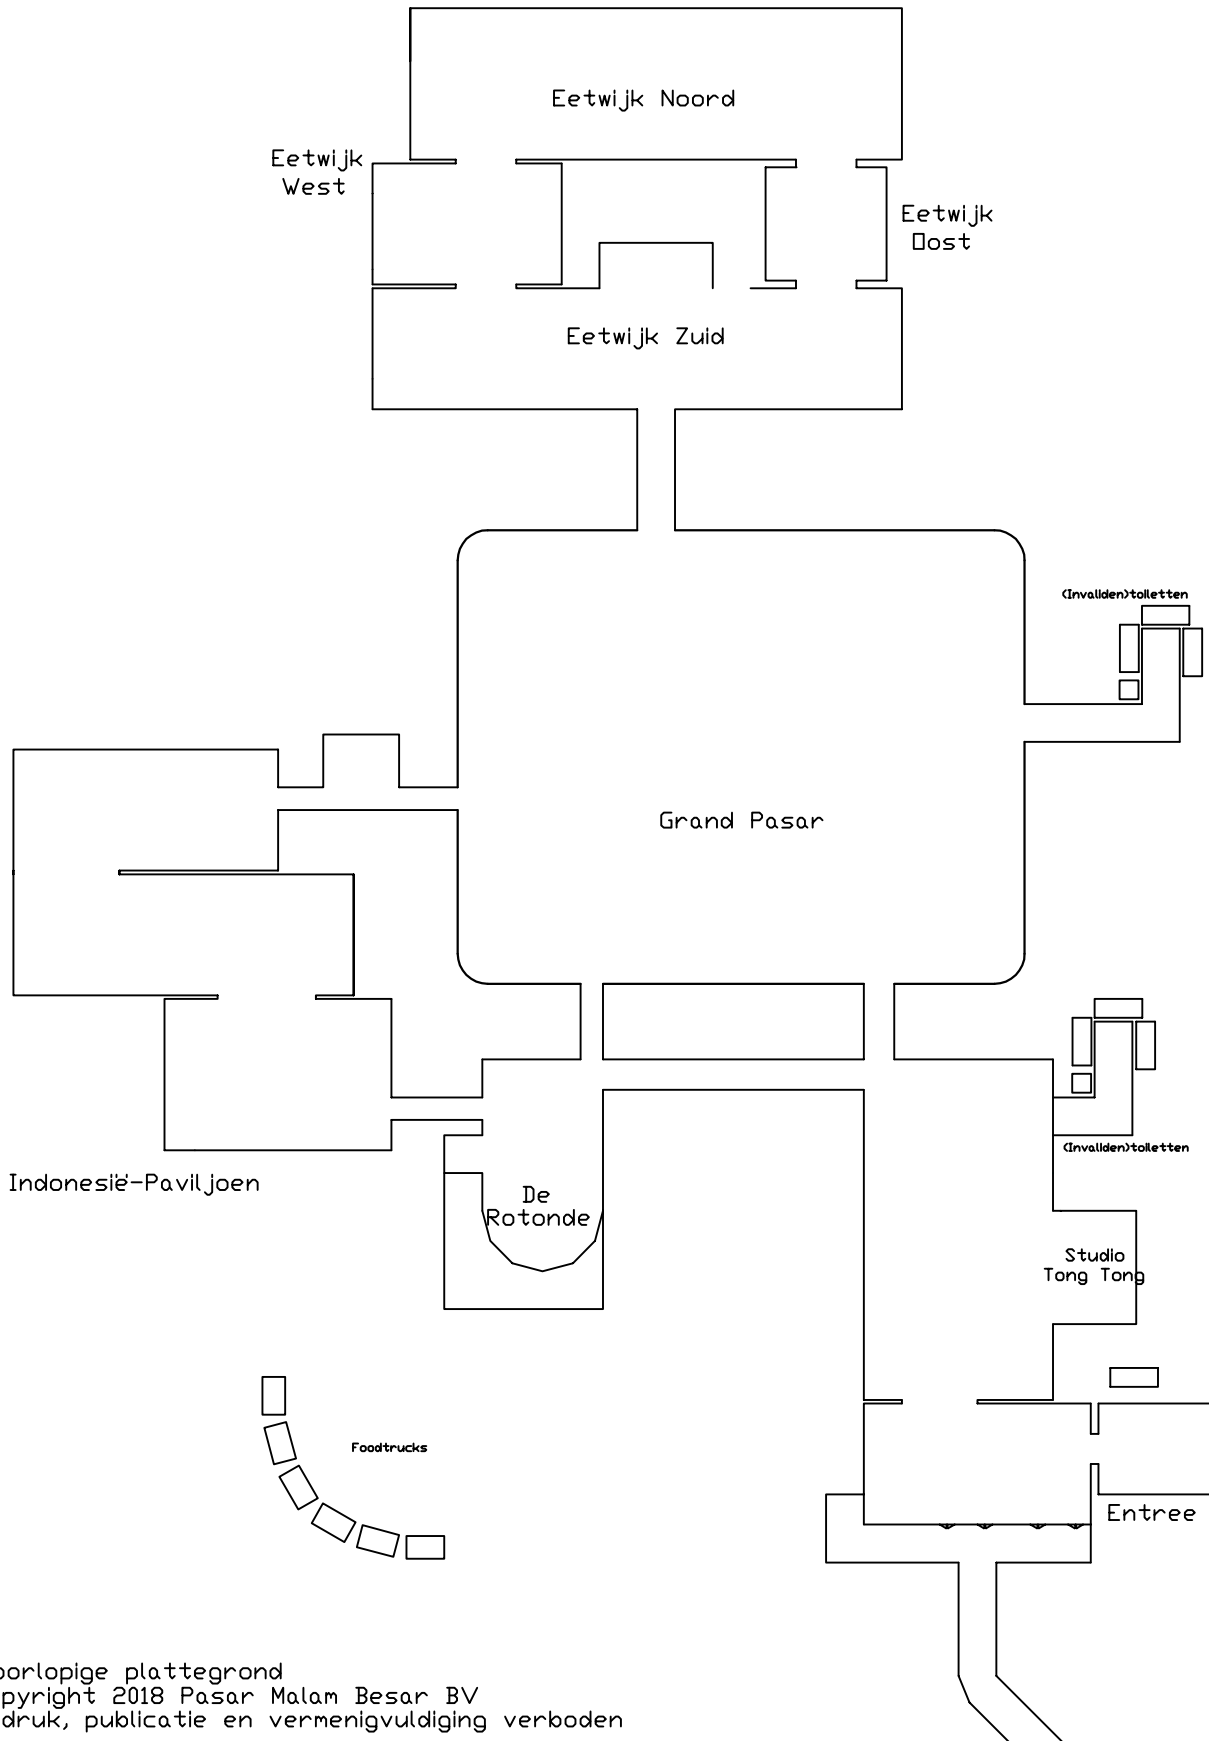 Eetwijk Noord
Eetwijk
West
Eetwijk
Oost
Eetwijk Zuid
(Invaliden)toiletten
Grand Pasar
(Invaliden)toiletten
Indonesië-Paviljoen
De
Rotonde
Studio
Tong Tong
Foodtrucks
Entree
oorlopige plattegrond
pyright 2018 Pasar Malam Besar BV
druk, publicatie en vermenigvuldiging verboden